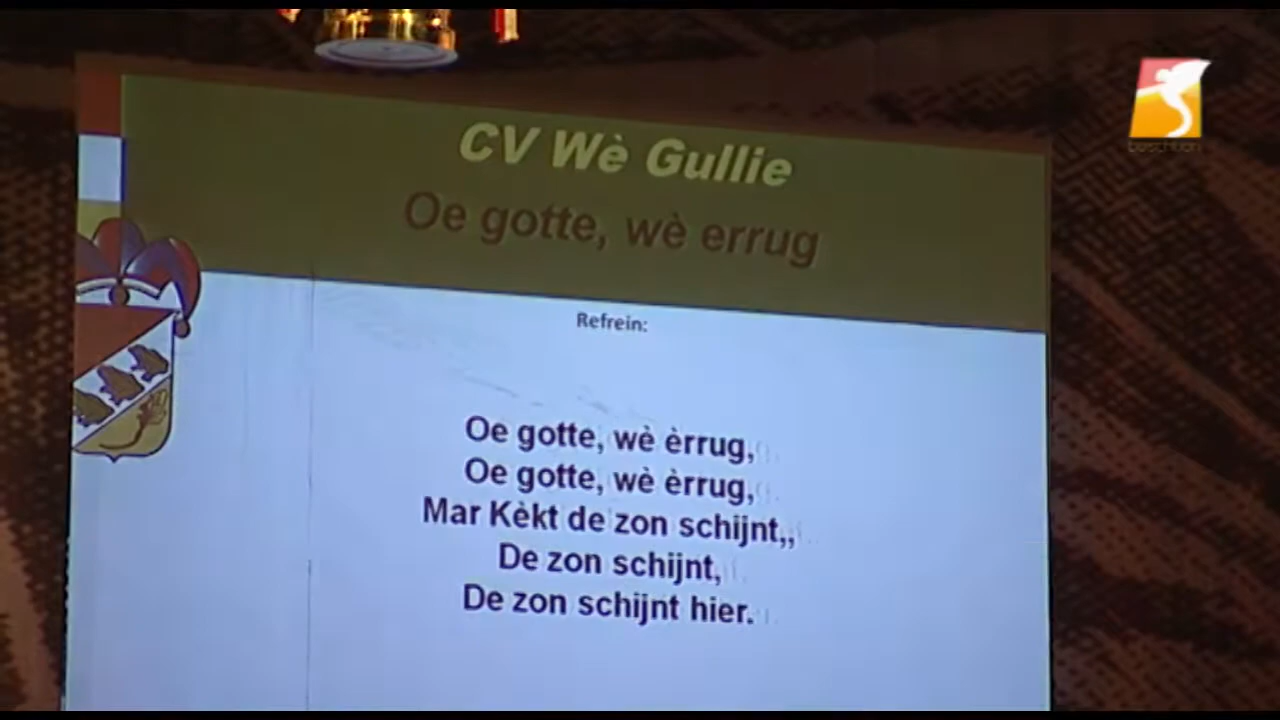 CV Wè Gullie
Oe gotte, wè errug
Refrein:
Oe gotte, wè èrrug,
Oe gotte, wè èrrug,
Mar Kèkt de zon schijnt,,
De zon schijnt,
De zon schijnt hier.